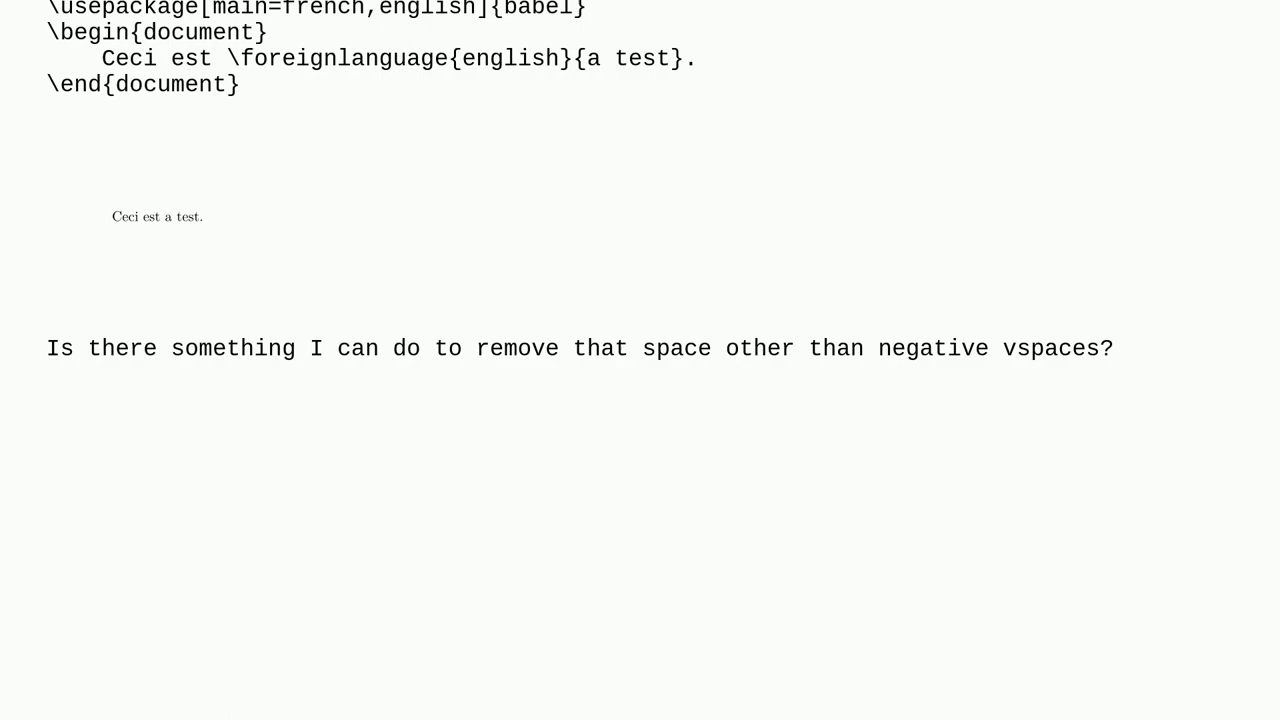 \usepackage[main=french,english]{babel}
\begin{document}
    Ceci est \foreignlanguage{english}{a test}.
\end{document}
Ceci est a test.
Is there something I can do to remove that space other than negative vspaces?